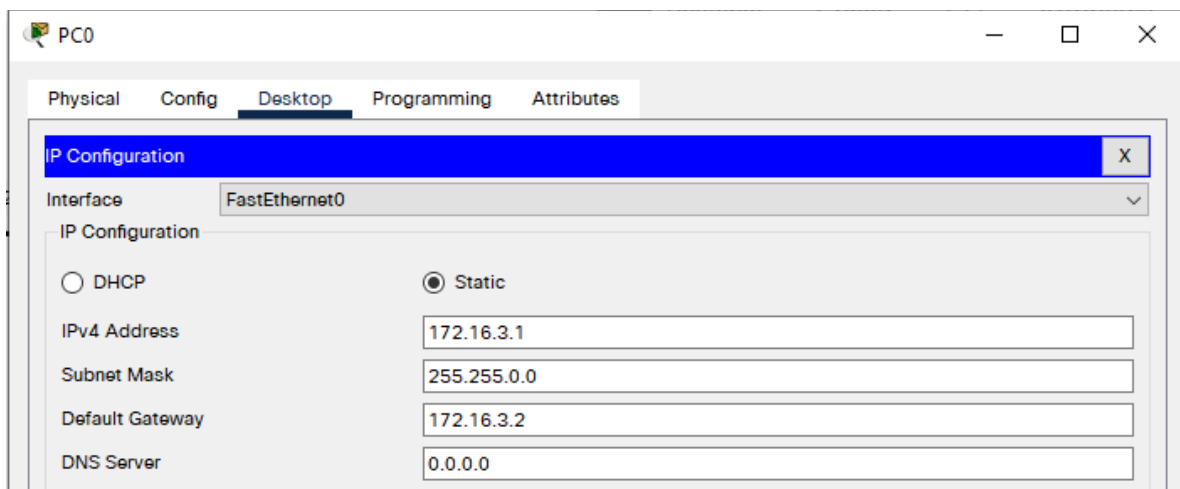 PC0
Physical Config Desktop Programming Attributes
IP Configuration X
Interface FastEthernet0
IP Configuration
DHCP Static
IPv4 Address 172.16.3.1
Subnet Mask 255.255.0.0
Default Gateway 172.16.3.2
DNS Server 0.0.0.0